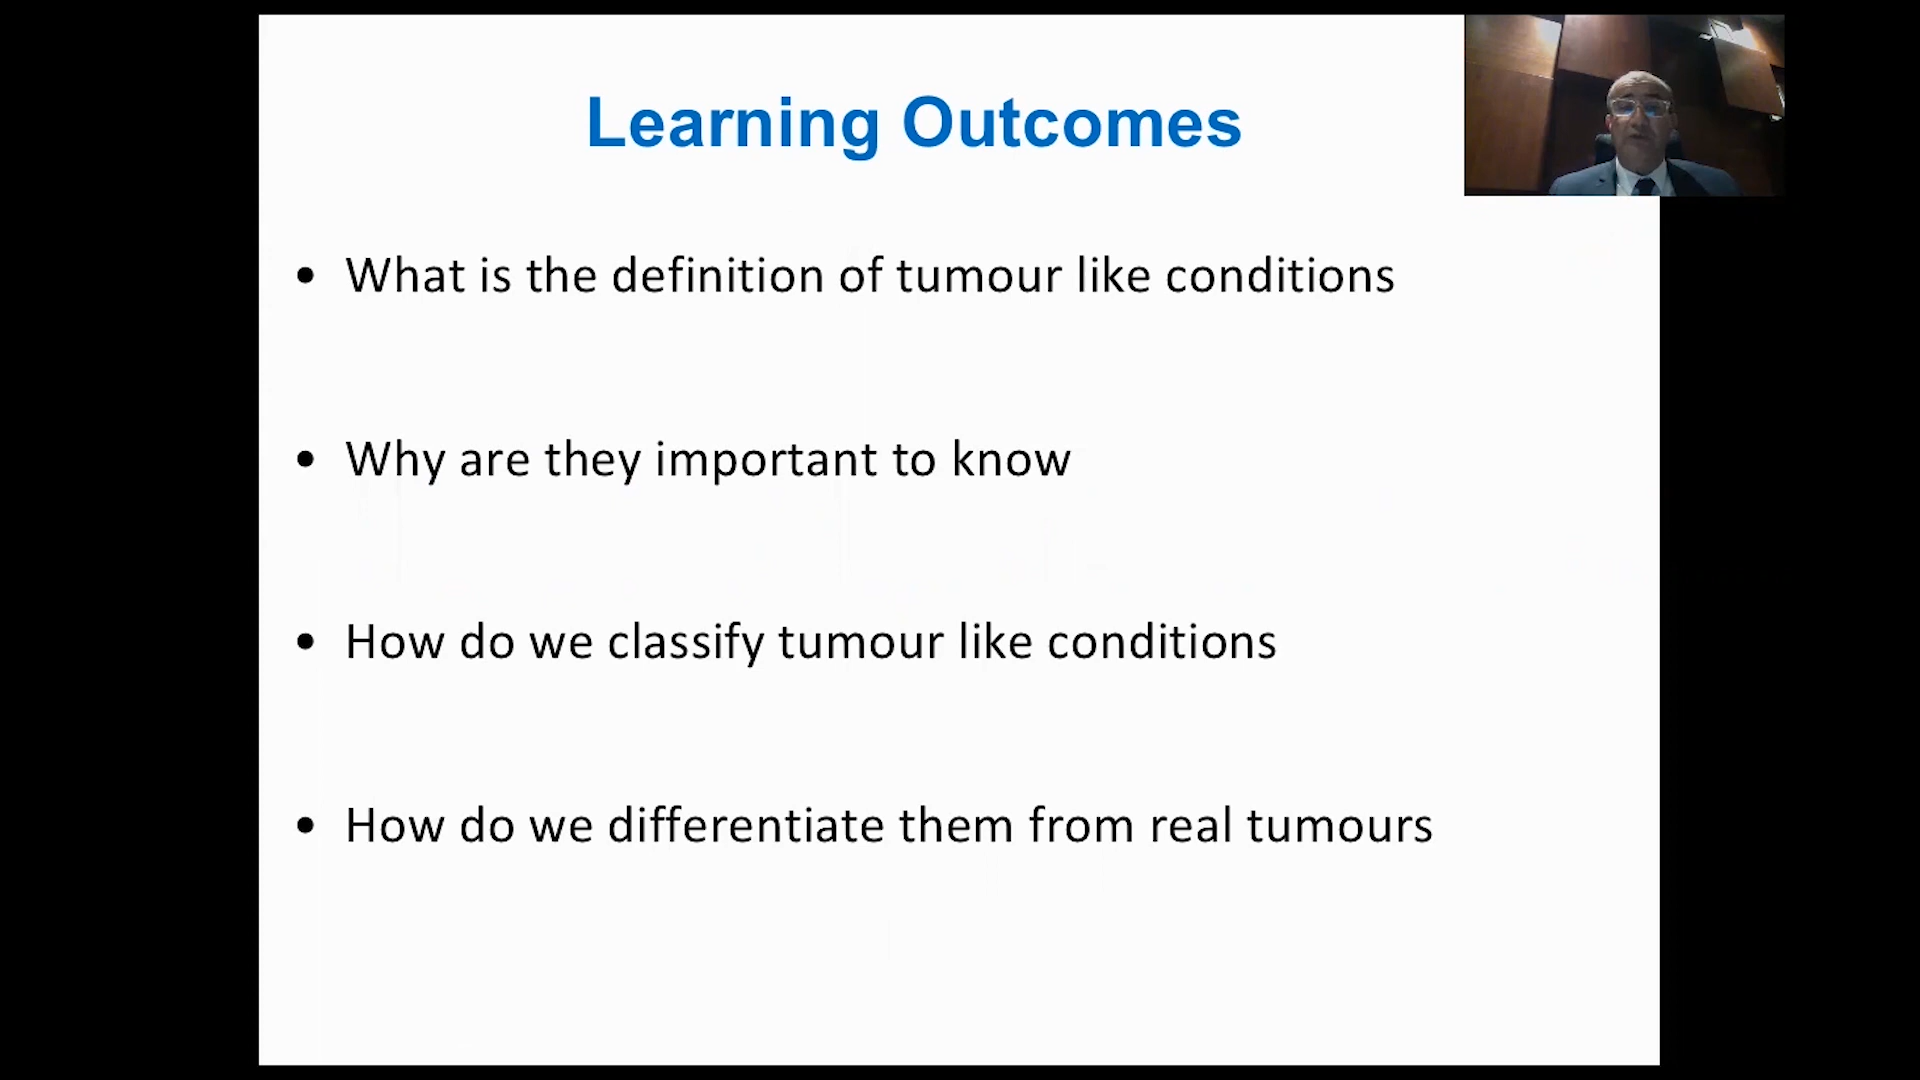 Learning Outcomes
• What is the definition of tumour like conditions
• Why are they important to know
• How do we classify tumour like conditions
• How do we differentiate them from real tumours